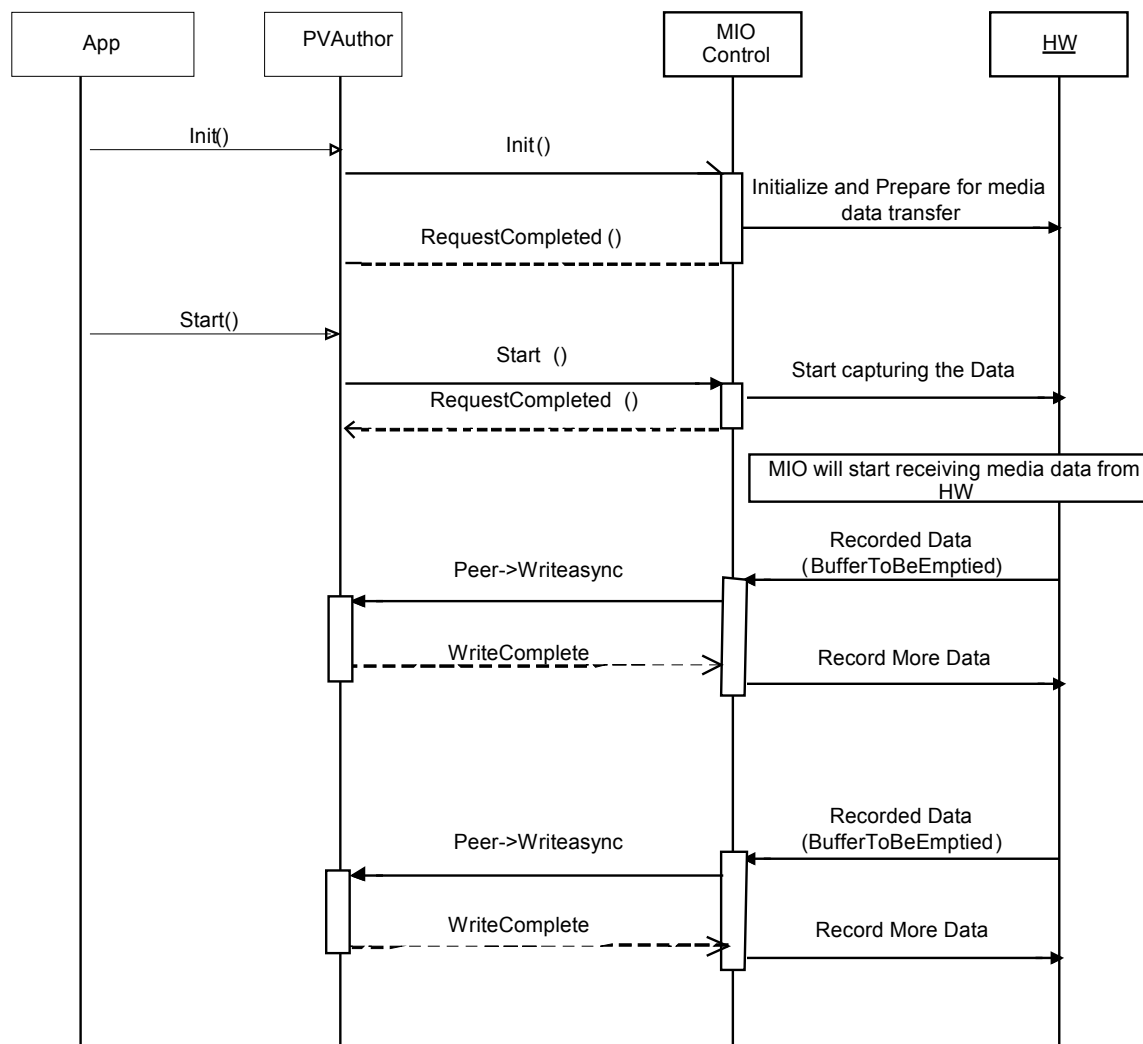 App
PVAuthor
MIO
Control
HW
Init()
Init()
Initialize and Prepare for media
data transfer
RequestCompleted ()
Start()
Start ()
Start capturing the Data
RequestCompleted ()
MIO will start receiving media data from
HW
Recorded Data
(BufferToBeEmptied)
Peer->Writeasync
WriteComplete
Record More Data
Recorded Data
(BufferToBeEmptied)
Peer->Writeasync
WriteComplete
Record More Data